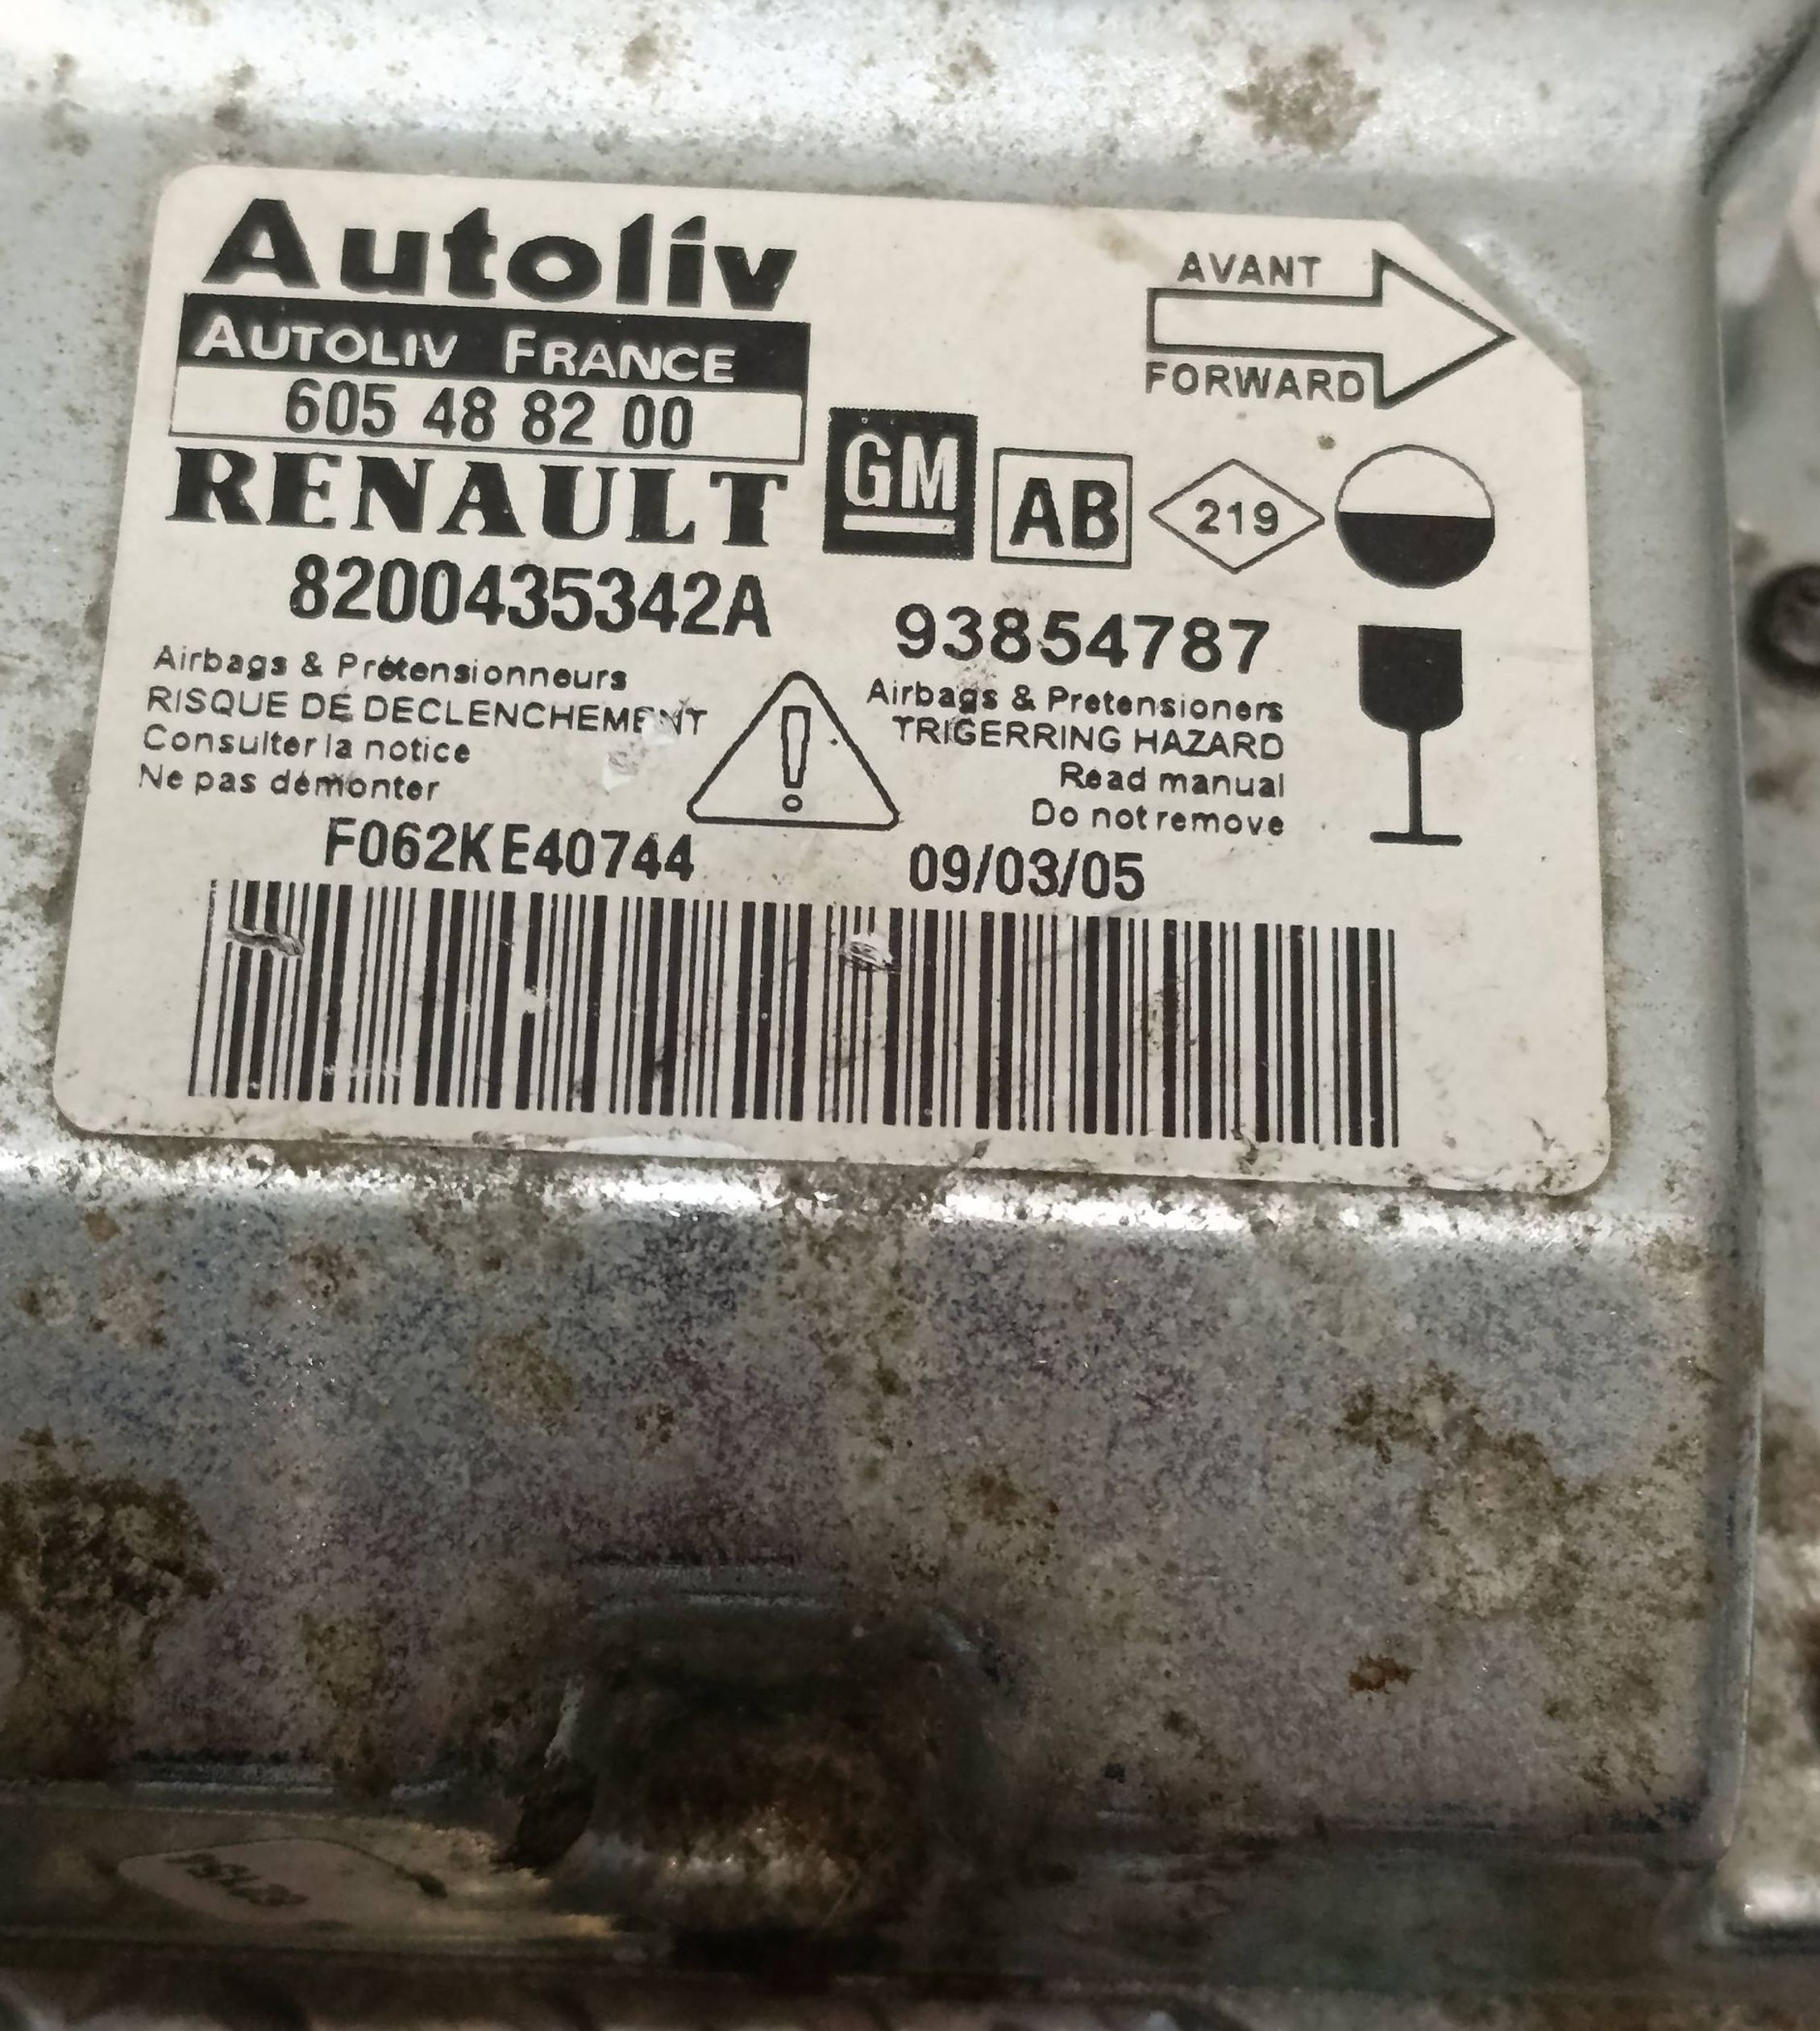 Autoliv
AUTOLIV FRANCE
605 48 82 00
AVANT
FORWARD
RENAULT
GM
AB
219
8200435342A
93854787
Airbags & Prétensionneurs
RISQUE DE DECLENCHEMENT
Consulter la notice
Ne pas démonter
Airbags & Pretensioners
TRIGERRING HAZARD
Read manual
Do not remove
F062KE40744
09/03/05